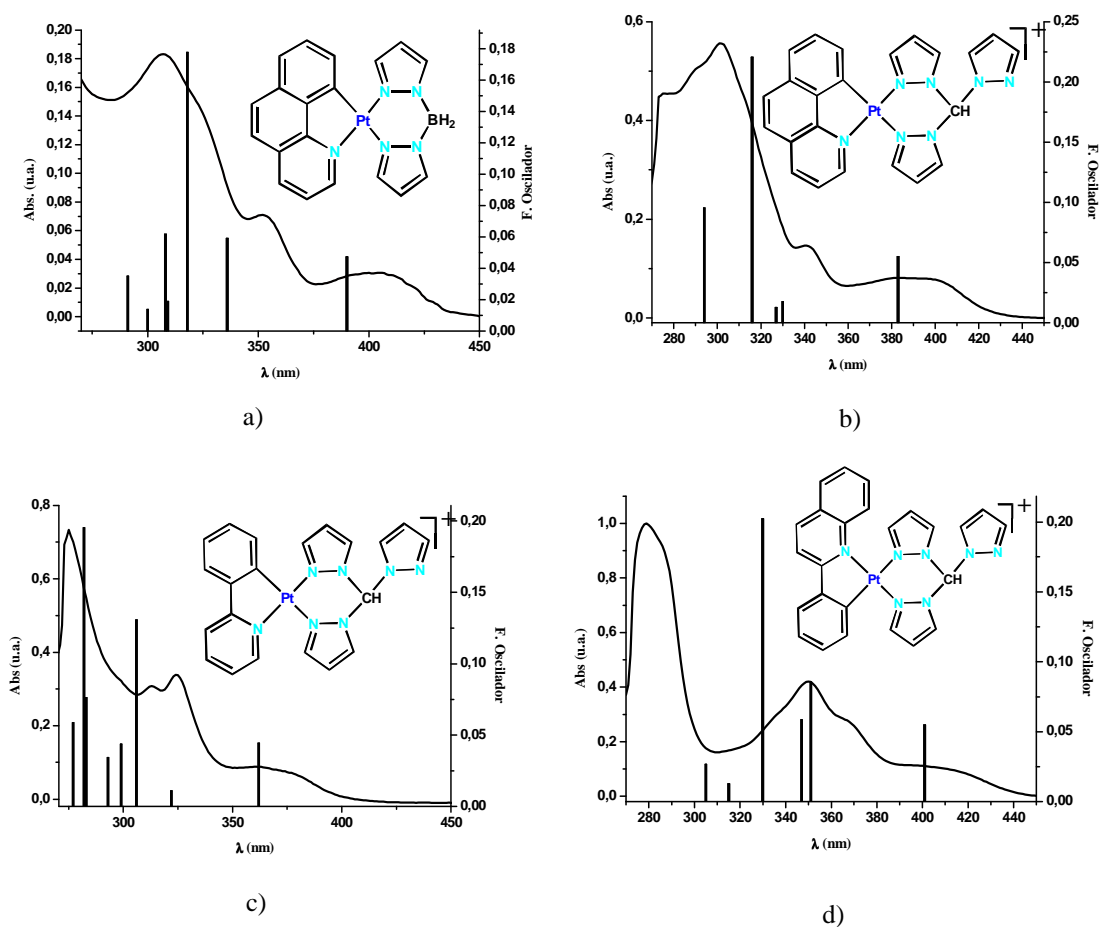 0,20
0,18
0,16
0,14
0,12
0,10
0,08
0,06
0,04
0,02
0,00
Abs. (u.a.)
300 350 400 450
λ (nm)
0,18
0,16
0,14
0,12
0,10
0,08
0,06
0,04
0,02
0,00
F. Oscilador
N N
Pt BH2
N N N
a)
0,6
0,4
0,2
0,0
Abs (u.a.)
280 300 320 340 360 380 400 420 440
λ (nm)
0,25
0,20
0,15
0,10
0,05
0,00
F. Oscilador
+
N N N N
Pt CH
N N N
b)
0,8
0,6
0,4
0,2
0,0
Abs (u.a.)
300 350 400 450
λ (nm)
0,20
0,15
0,10
0,05
0,00
F. Oscilador
+
N N N N
Pt CH
N N N
c)
1,0
0,8
0,6
0,4
0,2
0,0
Abs (u.a.)
280 300 320 340 360 380 400 420 440
λ (nm)
0,20
0,15
0,10
0,05
0,00
F. Oscilador
+
N N N N N
Pt CH
N N
d)